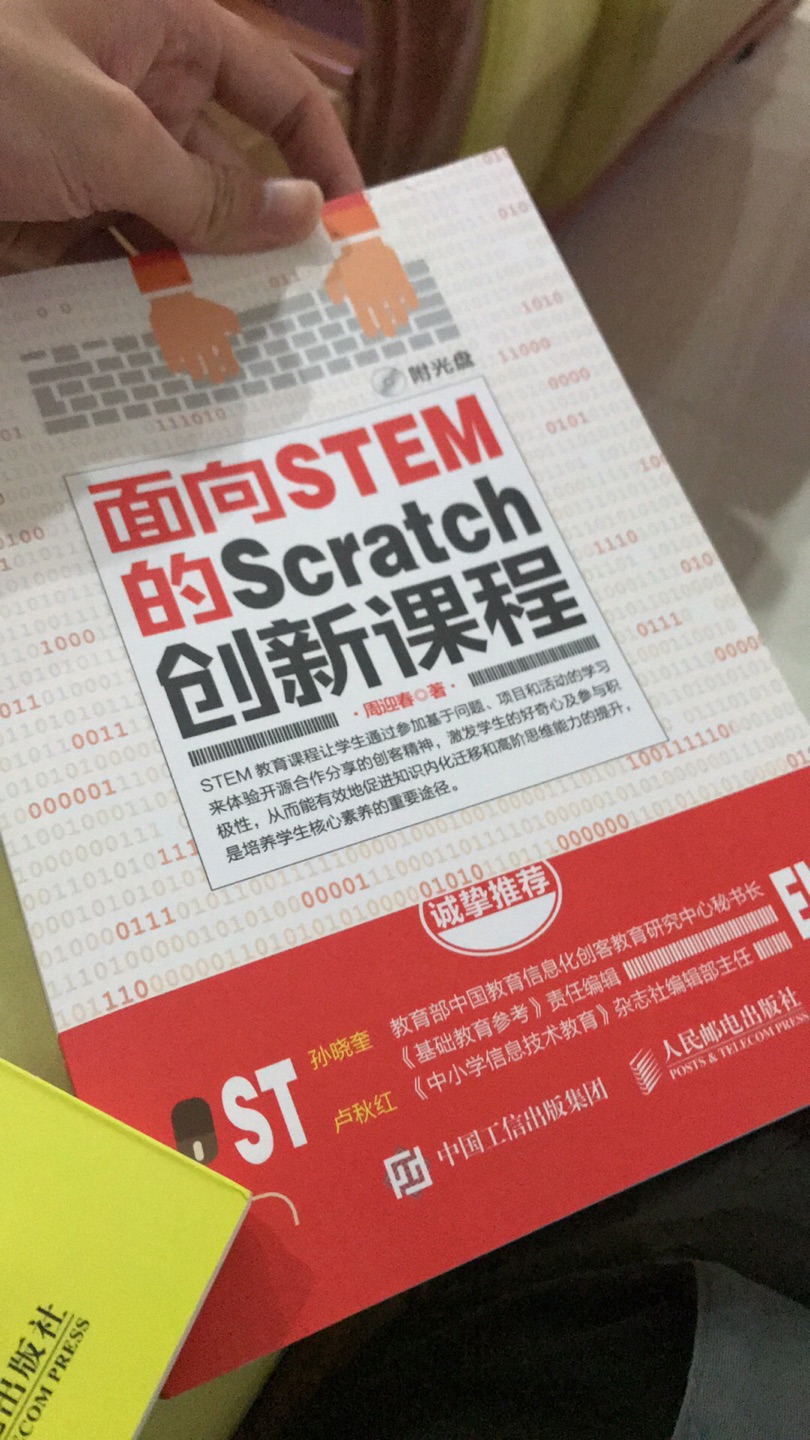 附光盘
面向STEM
的Scratch
创新课程
·周迎春◎著·
STEM 教育课程让学生通过参加基于问题、项目和活动的学习
来体验开源合作分享的创客精神，激发学生的好奇心及参与积
极性，从而能有效地促进知识内化迁移和高阶思维能力的提升，
是培养学生核心素养的重要途径。
诚挚推荐
孙晓奎 教育部中国教育信息化创客教育研究中心秘书长
《基础教育参考》责任编辑
卢秋红 《中小学信息技术教育》杂志社编辑部主任
ST
中国工信出版集团
人民邮电出版社
POSTS & TELECOM PRESS
出版社
ECOM PRESS